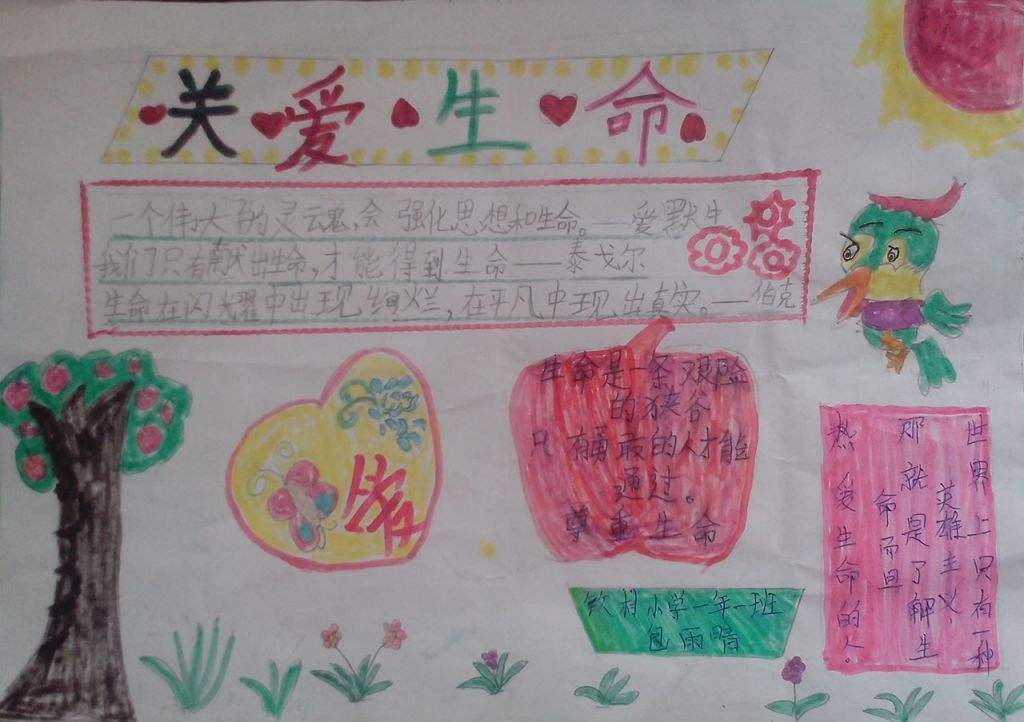 关爱生命
一个伟大的灵云魂,会强化思想和生命。——爱默生
我们只有献出生命,才能得到生命——泰戈尔
生命在闪光耀中出现绚烂,在平凡中现出真实。——伯克
生命是一条艰险
的狭谷
只有勇敢的人才能
通过。
尊重生命
世界上只有一种
英雄主义,
那就是了解生
命而且
热爱生命的人。
小学一年一班
包雨晴